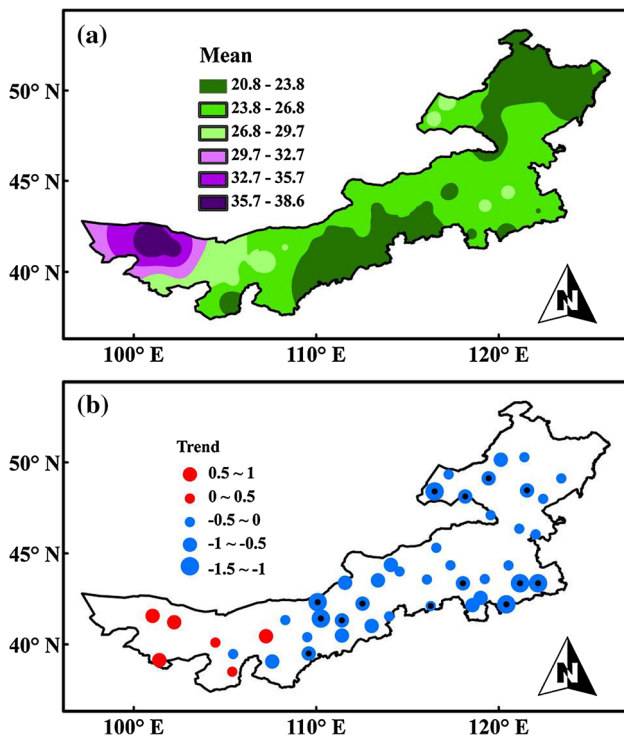 (a)
Mean
20.8 - 23.8
23.8 - 26.8
26.8 - 29.7
29.7 - 32.7
32.7 - 35.7
35.7 - 38.6
50° N
45° N
40° N
N
100° E 110° E 120° E
(b)
Trend
0.5 ~ 1
0 ~ 0.5
-0.5 ~ 0
-1 ~ -0.5
-1.5 ~ -1
50° N
45° N
40° N
N
100° E 110° E 120° E